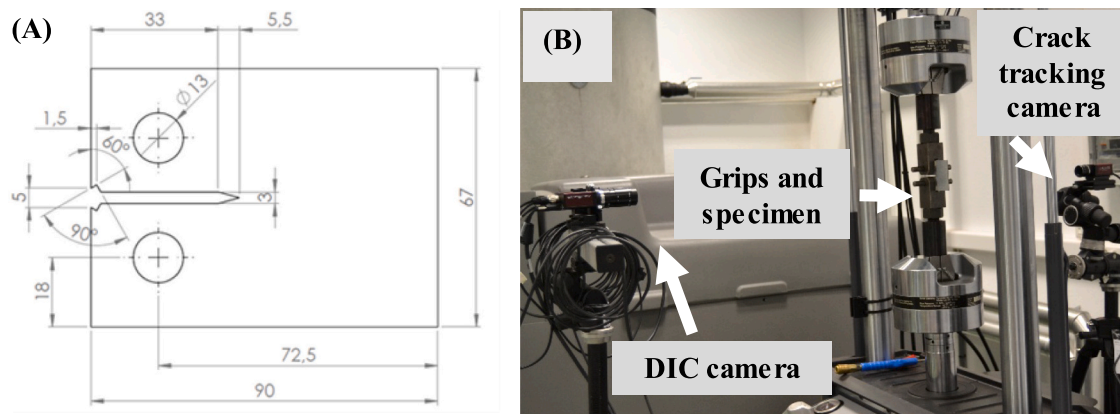 (A)
33
5,5
Ø13
1,5
60°
5
3
67
90°
18
72,5
90
(B)
Crack
tracking
camera
Grips and
specimen
DIC camera